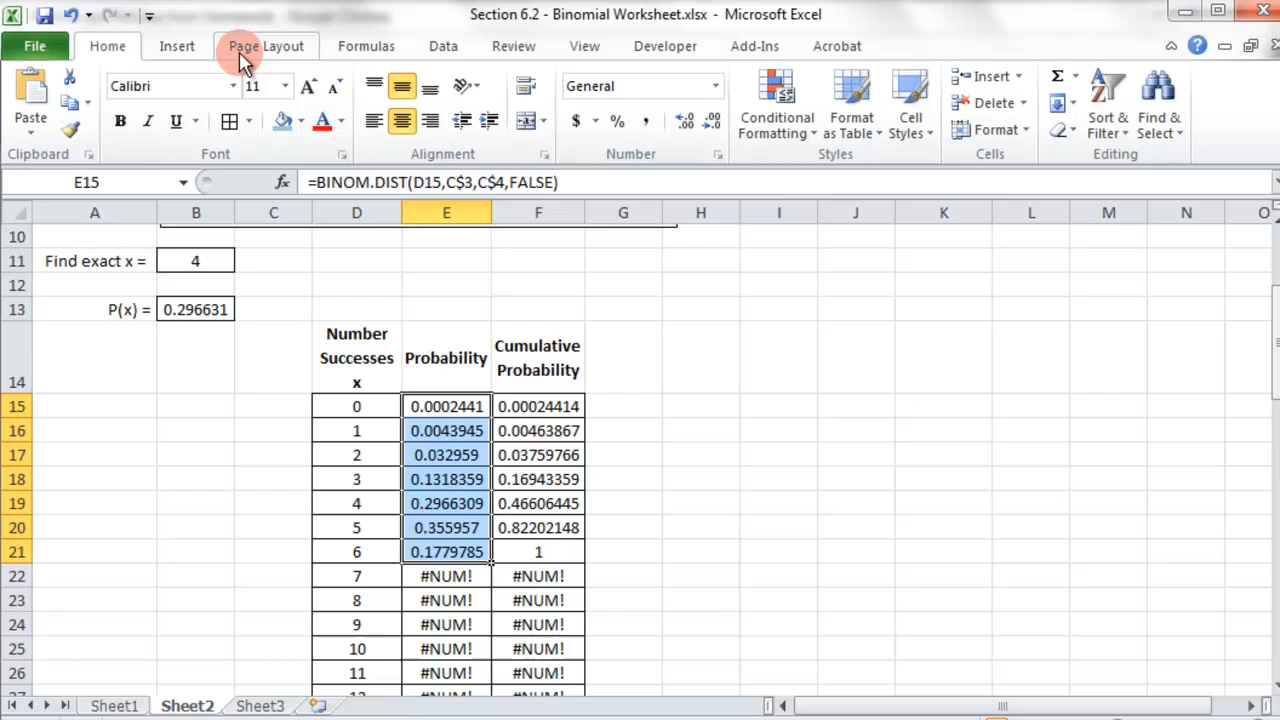 Section 6.2 - Binomial Worksheet.xlsx - Microsoft Excel
File Home Insert Page Layout Formulas Data Review View Developer Add-Ins Acrobat
Paste
Calibri 11
B I U A
General
$ % ,
Conditional Formatting
Format as Table
Cell Styles
Insert
Delete
Format
Σ
Sort & Filter
Find & Select
Clipboard Font Alignment Number Styles Cells Editing
E15 fx =BINOM.DIST(D15,C$3,C$4,FALSE)
A B C D E F G H I J K L M N O
10
11 Find exact x = 4
12
13 P(x) = 0.296631
14 Number Successes x Probability Cumulative Probability
15 0 0.0002441 0.00024414
16 1 0.0043945 0.00463867
17 2 0.032959 0.03759766
18 3 0.1318359 0.16943359
19 4 0.2966309 0.46606445
20 5 0.355957 0.82202148
21 6 0.1779785 1
22 7 #NUM! #NUM!
23 8 #NUM! #NUM!
24 9 #NUM! #NUM!
25 10 #NUM! #NUM!
26 11 #NUM! #NUM!
27 12 #NUM! #NUM!
Sheet1 Sheet2 Sheet3